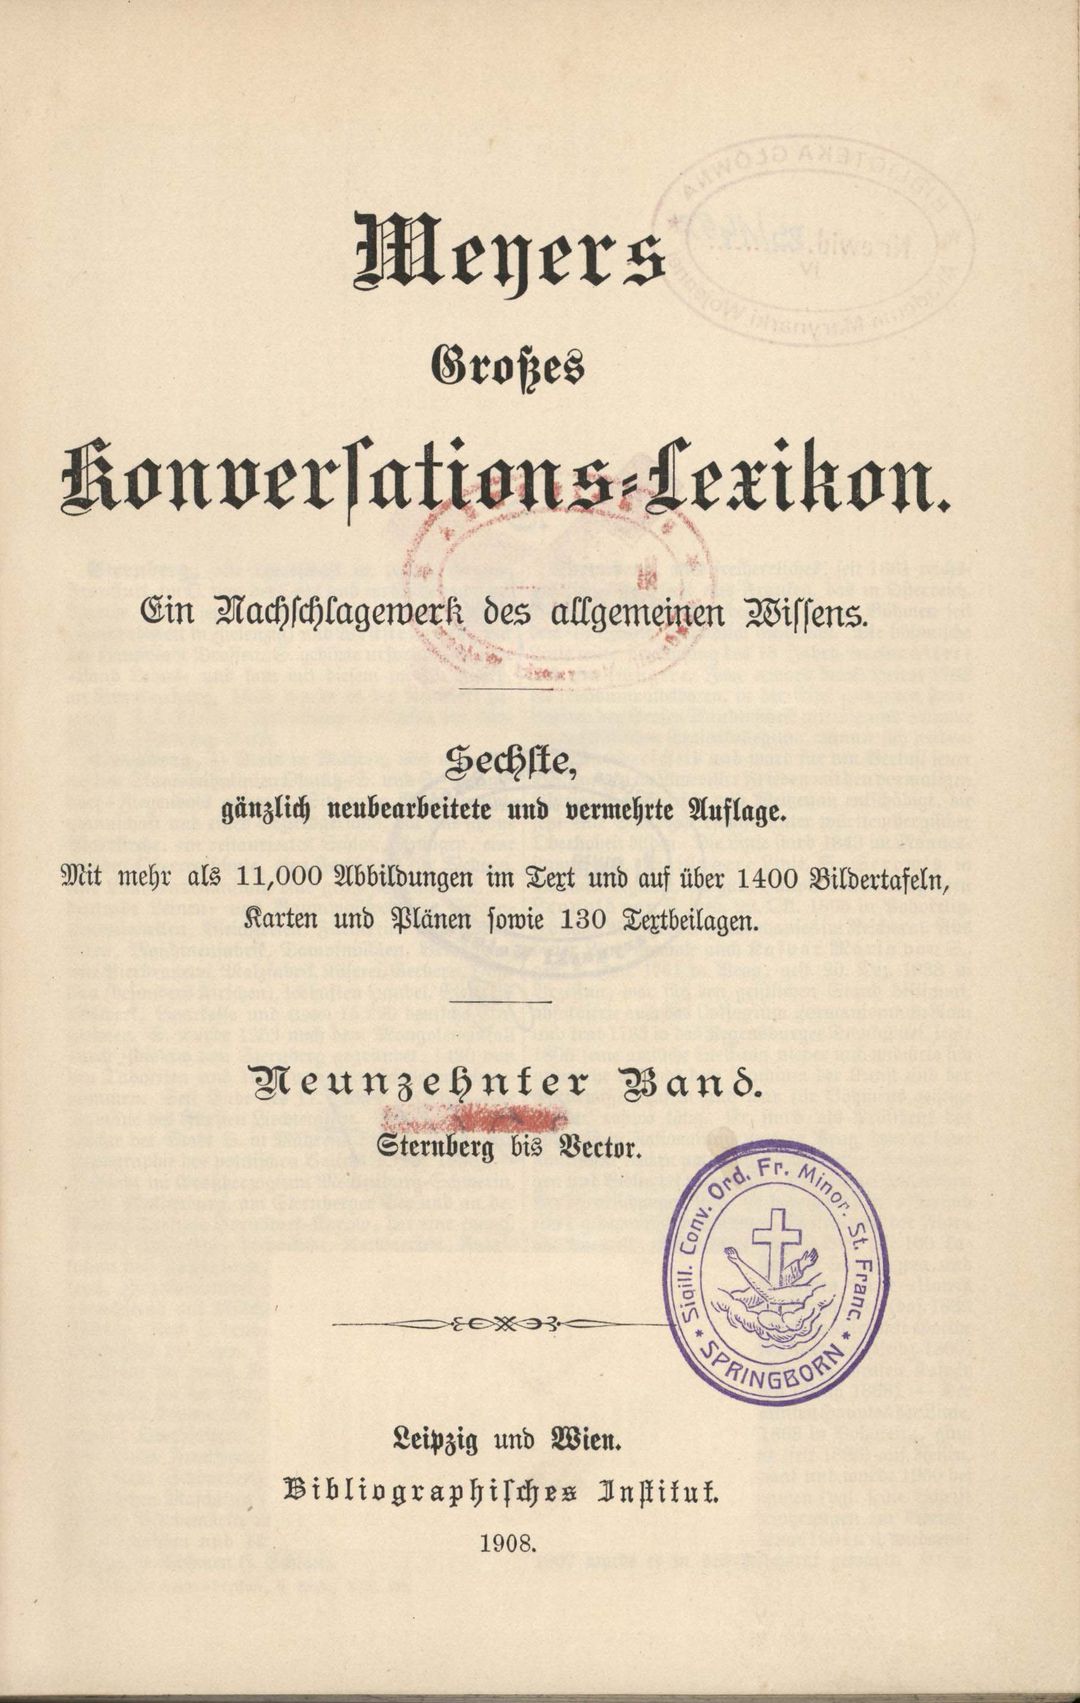 Meyers
Großes
Konverſations-Lexikon.
Ein Nachſchlagewerk des allgemeinen Wiſſens.
Sechſte,
gänzlich neubearbeitete und vermehrte Auflage.
Mit mehr als 11,000 Abbildungen im Text und auf über 1400 Bildertafeln,
Karten und Plänen ſowie 130 Textbeilagen.
Neunzehnter Band.
Sternberg bis Vector.
Sigill. Conv. Ord. Fr. Minor. St. Franc.
* SPRINGBORN *
Leipzig und Wien.
Bibliographiſches Inſtitut.
1908.